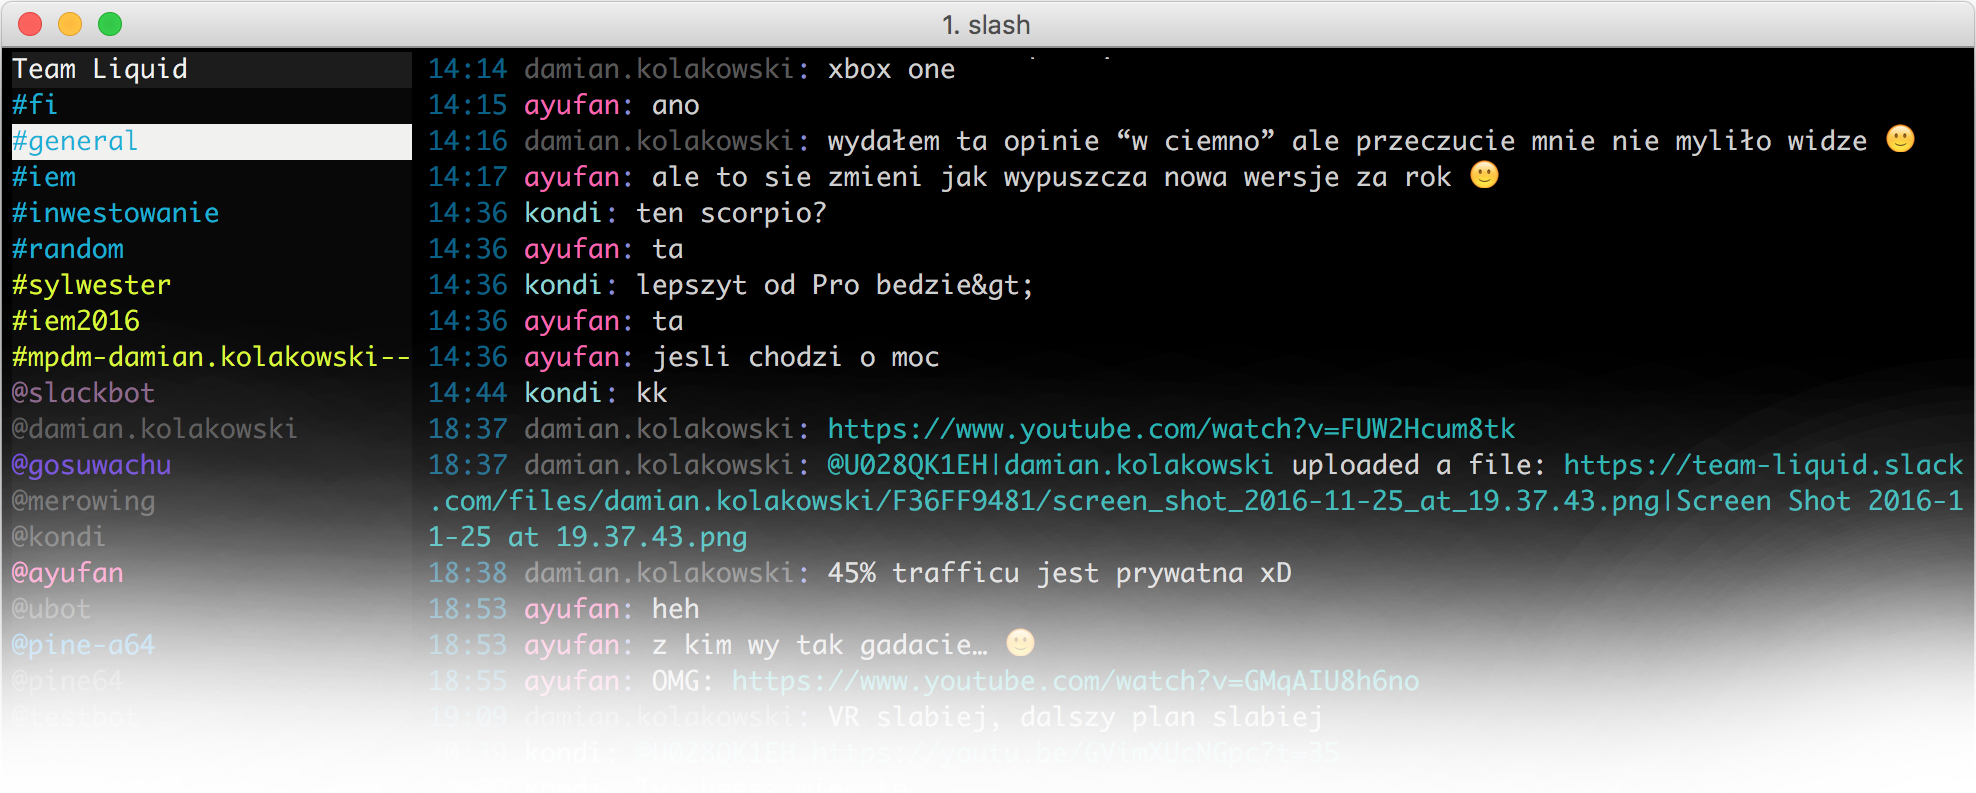 1. slash
Team Liquid
#fi
#general
#iem
#inwestowanie
#random
#sylwester
#iem2016
#mpdm-damian.kolakowski--
@slackbot
@damian.kolakowski
@gosuwachu
@merowing
@kondi
@ayufan
@ubot
@pine-a64
@pine64
@testbot
14:14 damian.kolakowski: xbox one
14:15 ayufan: ano
14:16 damian.kolakowski: wydałem ta opinie “w ciemno” ale przeczucie mnie nie myliło widze 🙂
14:17 ayufan: ale to sie zmieni jak wypuszcza nowa wersje za rok 🙂
14:36 kondi: ten scorpio?
14:36 ayufan: ta
14:36 kondi: lepszyt od Pro bedzie&gt;
14:36 ayufan: ta
14:36 ayufan: jesli chodzi o moc
14:44 kondi: kk
18:37 damian.kolakowski: https://www.youtube.com/watch?v=FUW2Hcum8tk
18:37 damian.kolakowski: @U028QK1EH|damian.kolakowski uploaded a file: https://team-liquid.slack
.com/files/damian.kolakowski/F36FF9481/screen_shot_2016-11-25_at_19.37.43.png|Screen Shot 2016-1
1-25 at 19.37.43.png
18:38 damian.kolakowski: 45% trafficu jest prywatna xD
18:53 ayufan: heh
18:53 ayufan: z kim wy tak gadacie… 🙂
18:55 ayufan: OMG: https://www.youtube.com/watch?v=GMqAIU8h6no
19:09 damian.kolakowski: VR slabiej, dalszy plan slabiej
kondi: @U028QK1EH https://youtu.be/GVimXUcNGpc?t=35